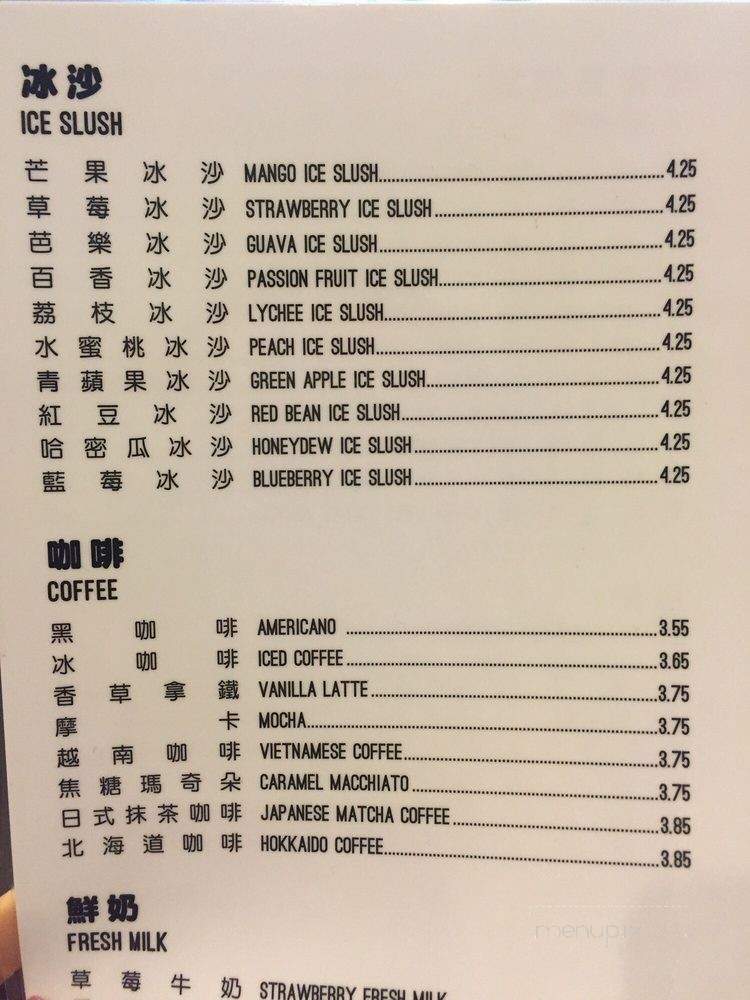 冰沙
ICE SLUSH
芒果冰沙 MANGO ICE SLUSH 4.25
草莓冰沙 STRAWBERRY ICE SLUSH 4.25
芭樂冰沙 GUAVA ICE SLUSH 4.25
百香冰沙 PASSION FRUIT ICE SLUSH 4.25
荔枝冰沙 LYCHEE ICE SLUSH 4.25
水蜜桃冰沙 PEACH ICE SLUSH 4.25
青蘋果冰沙 GREEN APPLE ICE SLUSH 4.25
紅豆冰沙 RED BEAN ICE SLUSH 4.25
哈密瓜冰沙 HONEYDEW ICE SLUSH 4.25
藍莓冰沙 BLUEBERRY ICE SLUSH 4.25
咖啡
COFFEE
黑咖啡 AMERICANO 3.55
冰咖啡 ICED COFFEE 3.65
香草拿鐵 VANILLA LATTE 3.75
摩卡 MOCHA 3.75
越南咖啡 VIETNAMESE COFFEE 3.75
焦糖瑪奇朵 CARAMEL MACCHIATO 3.75
日式抹茶咖啡 JAPANESE MATCHA COFFEE 3.85
北海道咖啡 HOKKAIDO COFFEE 3.85
鮮奶
FRESH MILK
草莓牛奶 STRAWBERRY FRESH MILK